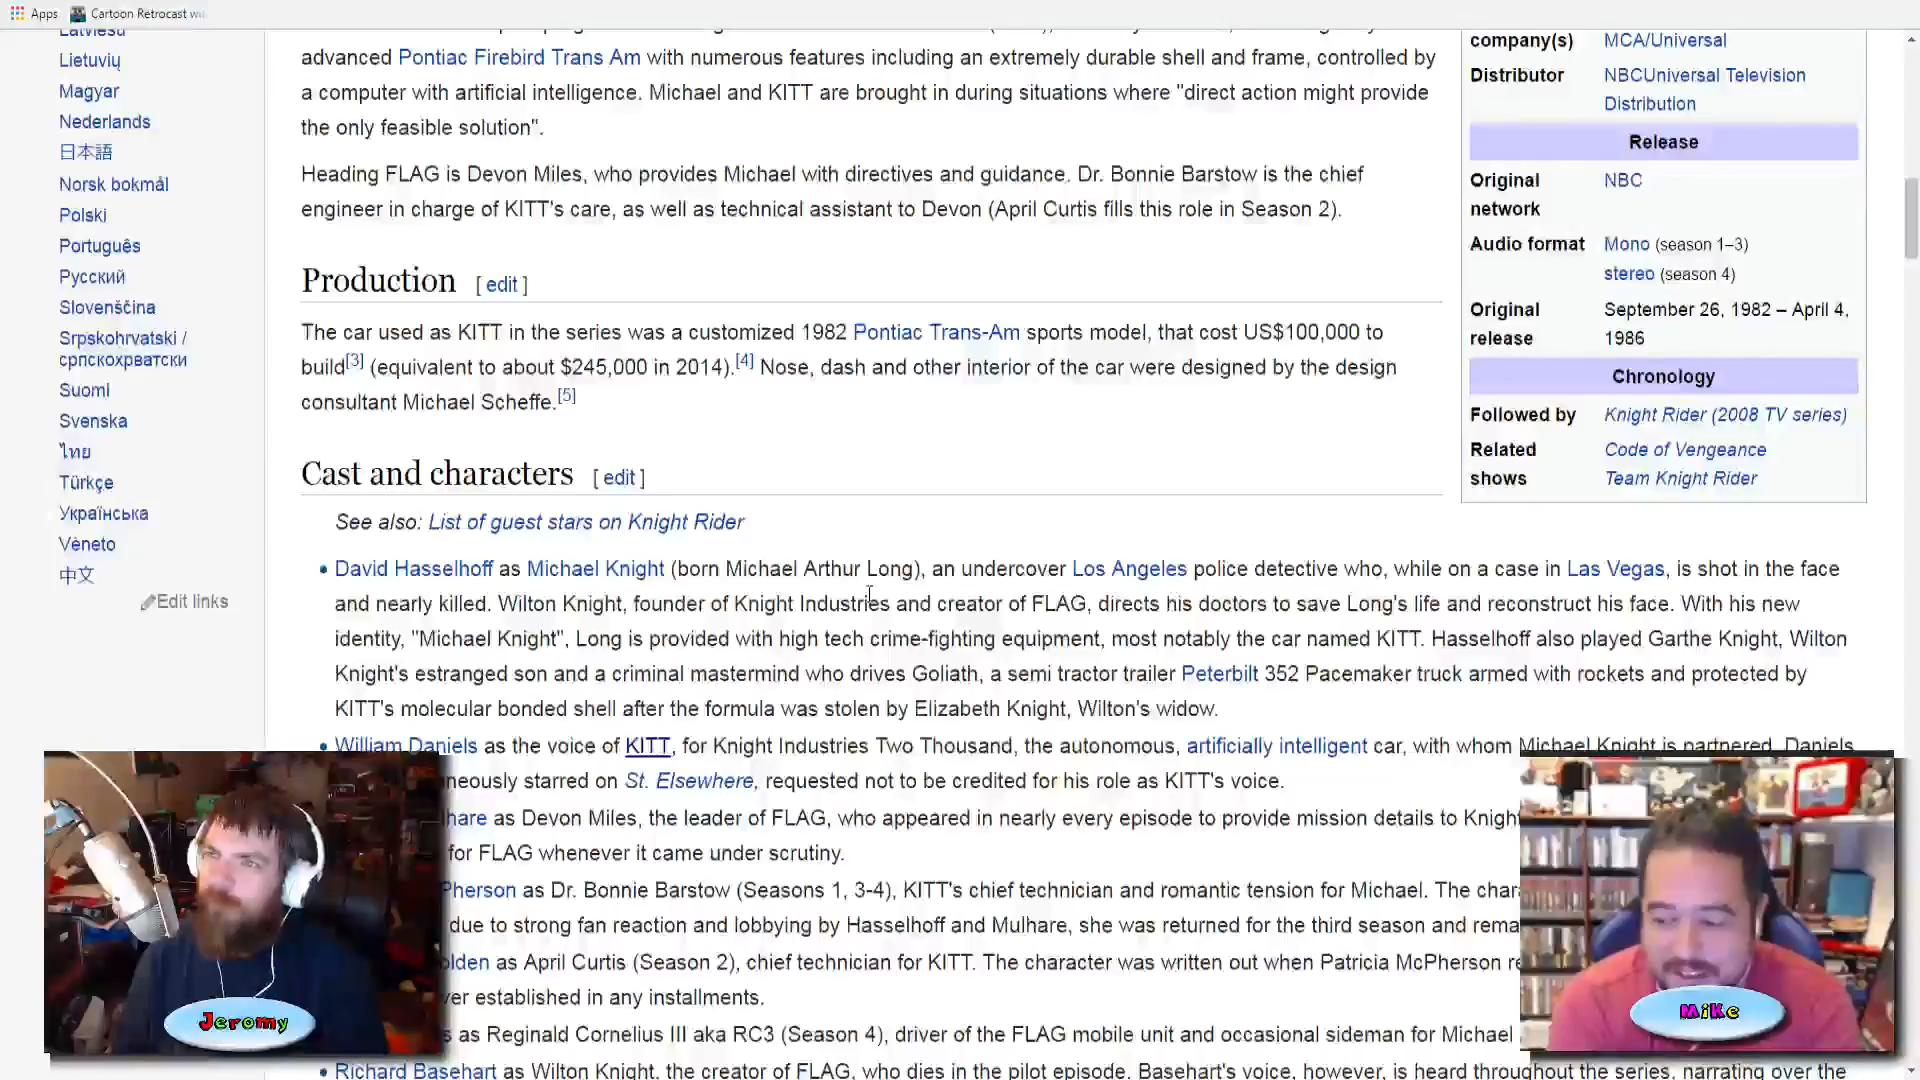 Apps
Cartoon Retrocast
Latviešu
Lietuvių
Magyar
Nederlands
日本語
Norsk bokmål
Polski
Português
Русский
Slovenščina
Srpskohrvatski /
српскохрватски
Suomi
Svenska
ไทย
Türkçe
Українська
Vèneto
中文
Edit links
advanced Pontiac Firebird Trans Am with numerous features including an extremely durable shell and frame, controlled by
a computer with artificial intelligence. Michael and KITT are brought in during situations where "direct action might provide
the only feasible solution".
Heading FLAG is Devon Miles, who provides Michael with directives and guidance. Dr. Bonnie Barstow is the chief
engineer in charge of KITT's care, as well as technical assistant to Devon (April Curtis fills this role in Season 2).
Production [ edit ]
The car used as KITT in the series was a customized 1982 Pontiac Trans-Am sports model, that cost US$100,000 to
build[3] (equivalent to about $245,000 in 2014).[4] Nose, dash and other interior of the car were designed by the design
consultant Michael Scheffe.[5]
Cast and characters [ edit ]
See also: List of guest stars on Knight Rider
David Hasselhoff as Michael Knight (born Michael Arthur Long), an undercover Los Angeles police detective who, while on a case in Las Vegas, is shot in the face
and nearly killed. Wilton Knight, founder of Knight Industries and creator of FLAG, directs his doctors to save Long's life and reconstruct his face. With his new
identity, "Michael Knight", Long is provided with high tech crime-fighting equipment, most notably the car named KITT. Hasselhoff also played Garthe Knight, Wilton
Knight's estranged son and a criminal mastermind who drives Goliath, a semi tractor trailer Peterbilt 352 Pacemaker truck armed with rockets and protected by
KITT's molecular bonded shell after the formula was stolen by Elizabeth Knight, Wilton's widow.
William Daniels as the voice of KITT, for Knight Industries Two Thousand, the autonomous, artificially intelligent car, with whom Michael Knight is partnered. Daniels
neously starred on St. Elsewhere, requested not to be credited for his role as KITT's voice.
hare as Devon Miles, the leader of FLAG, who appeared in nearly every episode to provide mission details to Knight
for FLAG whenever it came under scrutiny.
Pherson as Dr. Bonnie Barstow (Seasons 1, 3-4), KITT's chief technician and romantic tension for Michael. The char
due to strong fan reaction and lobbying by Hasselhoff and Mulhare, she was returned for the third season and rema
olden as April Curtis (Season 2), chief technician for KITT. The character was written out when Patricia McPherson re
ver established in any installments.
s as Reginald Cornelius III aka RC3 (Season 4), driver of the FLAG mobile unit and occasional sideman for Michael
Richard Basehart as Wilton Knight, the creator of FLAG, who dies in the pilot episode. Basehart's voice, however, is heard throughout the series, narrating over the
company(s) MCA/Universal
Distributor NBCUniversal Television
Distribution
Release
Original NBC
network
Audio format Mono (season 1–3)
stereo (season 4)
Original September 26, 1982 – April 4,
release 1986
Chronology
Followed by Knight Rider (2008 TV series)
Related Code of Vengeance
shows Team Knight Rider
Jeromy
Mike